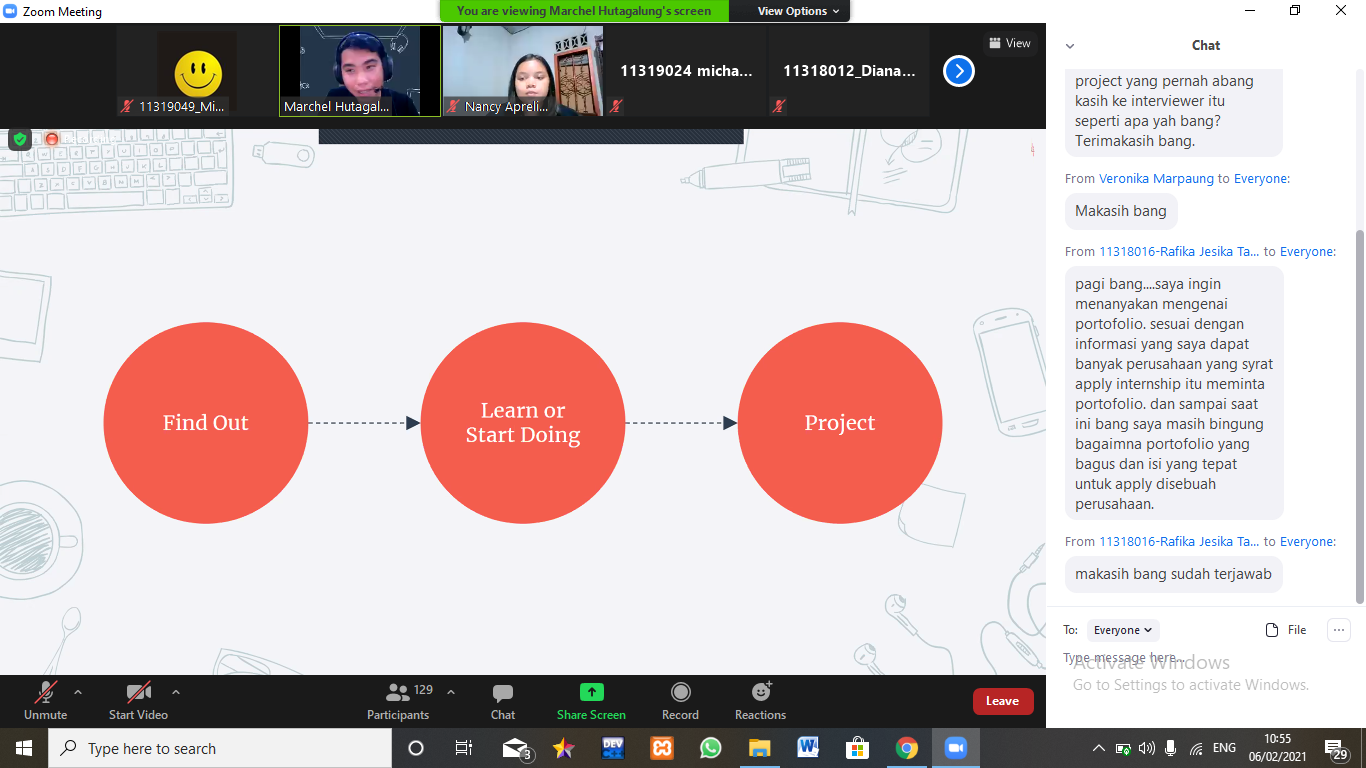 Zoom Meeting
You are viewing Marchel Hutagalung's screen
View Options
11319049_Mi...
Marchel Hutagal...
Nancy Apreli...
11319024 micha...
11318012_Diana...
View
Chat
project yang pernah abang
kasih ke interviewer itu
seperti apa yah bang?
Terimakasih bang.
From Veronika Marpaung to Everyone:
Makasih bang
From 11318016-Rafika Jesika Ta... to Everyone:
pagi bang....saya ingin
menanyakan mengenai
portofolio. sesuai dengan
informasi yang saya dapat
banyak perusahaan yang syrat
apply internship itu meminta
portofolio. dan sampai saat
ini bang saya masih bingung
bagaimna portofolio yang
bagus dan isi yang tepat
untuk apply disebuah
perusahaan.
From 11318016-Rafika Jesika Ta... to Everyone:
makasih bang sudah terjawab
Find Out
Learn or
Start Doing
Project
To: Everyone
File
Type message here...
Activate Windows
Go to Settings to activate Windows.
Unmute
Start Video
129
Participants
Chat
Share Screen
Record
Reactions
Leave
Type here to search
3
DEV
C++
W
ENG
10:55
06/02/2021
29